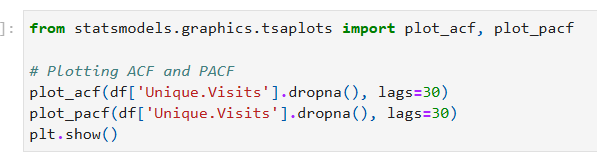 ]:
from statsmodels.graphics.tsaplots import plot_acf, plot_pacf
# Plotting ACF and PACF
plot_acf(df['Unique.Visits'].dropna(), lags=30)
plot_pacf(df['Unique.Visits'].dropna(), lags=30)
plt.show()